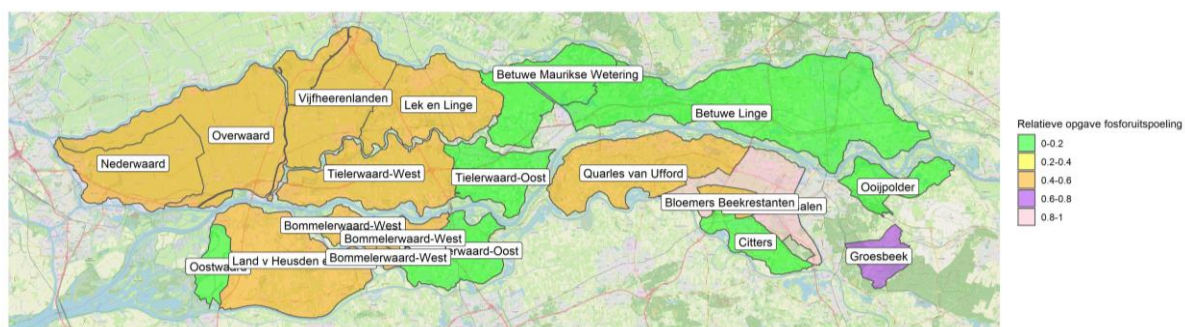 Betuwe Maurikse Wetering
Vijfheerenlanden
Lek en Linge
Betuwe Linge
Overwaard
Nederwaard
Tielerwaard-West
Tielerwaard-Oost
Quarles van Ufford
Ooijpolder
Bloemers Beekrestanten
alen
Bommelerwaard-West
Bommelerwaard-West
Citters
erwaard-Oost
Land v Heusden e
Bommelerwaard-West
Oostwaa
Groesbeek
Relatieve opgave fosforuitspoeling
0-0.2
0.2-0.4
0.4-0.6
0.6-0.8
0.8-1